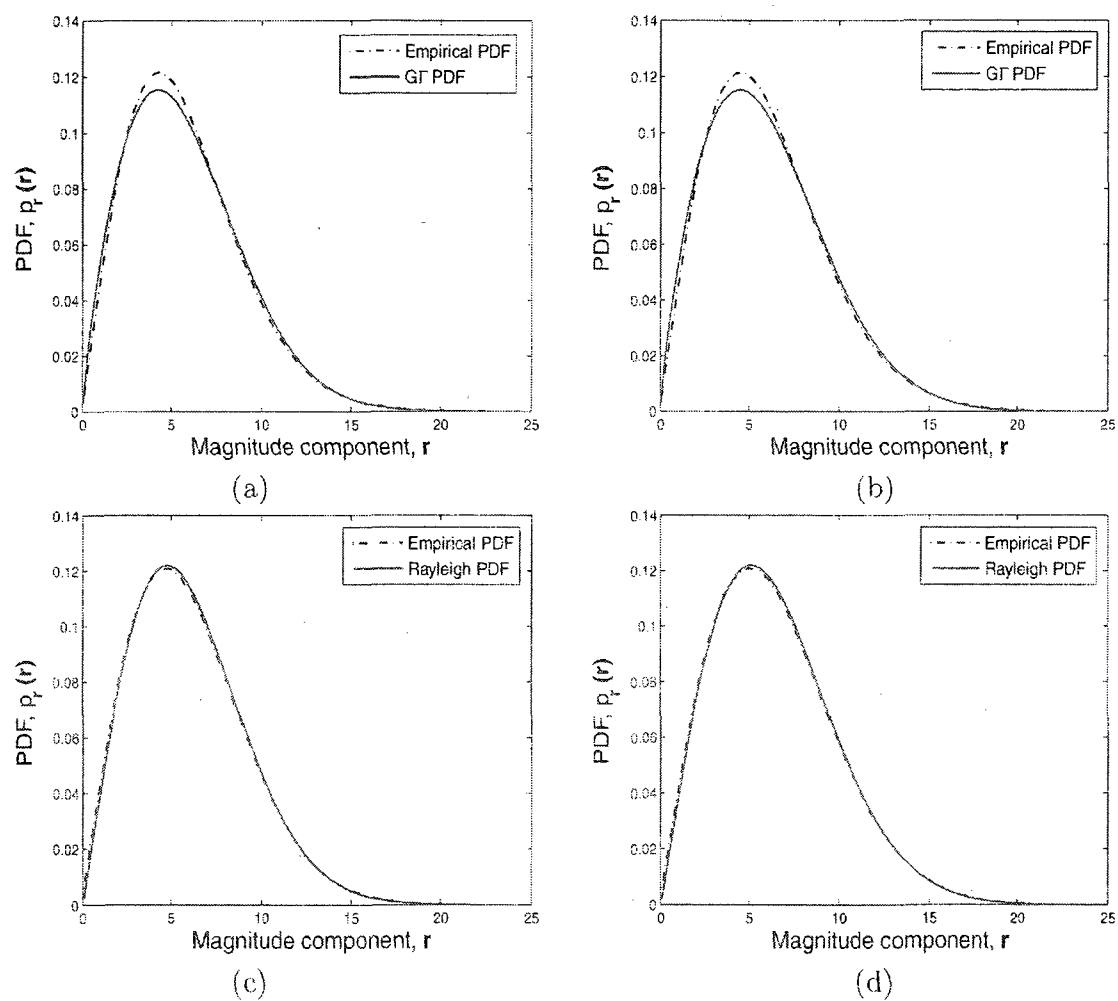 0.14
0.12
0.1
0.08
0.06
0.04
0.02
0
0 5 10 15 20 25
PDF, p_r (r)
Magnitude component, r
Empirical PDF
GΓ PDF
(a)
0.14
0.12
0.1
0.08
0.06
0.04
0.02
0
0 5 10 15 20 25
PDF, p_r (r)
Magnitude component, r
Empirical PDF
GΓ PDF
(b)
0.14
0.12
0.1
0.08
0.06
0.04
0.02
0
0 5 10 15 20 25
PDF, p_r (r)
Magnitude component, r
Empirical PDF
Rayleigh PDF
(c)
0.14
0.12
0.1
0.08
0.06
0.04
0.02
0
0 5 10 15 20 25
PDF, p_r (r)
Magnitude component, r
Empirical PDF
Rayleigh PDF
(d)